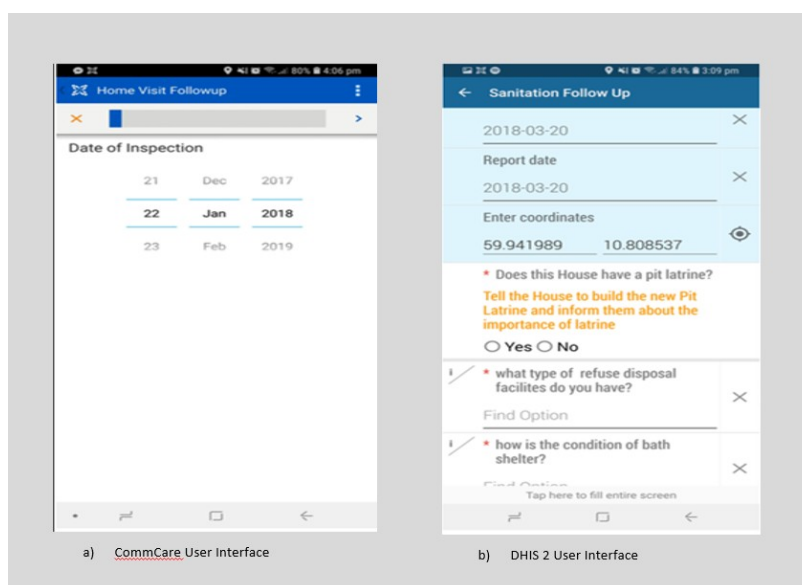 80% 4:06 pm
Home Visit Followup
Date of Inspection
21 Dec 2017
22 Jan 2018
23 Feb 2019
a) CommCare User Interface
84% 3:09 pm
Sanitation Follow Up
2018-03-20
Report date
2018-03-20
Enter coordinates
59.941989 10.808537
* Does this House have a pit latrine?
Tell the House to build the new Pit
Latrine and inform them about the
importance of latrine
Yes No
* what type of refuse disposal
facilites do you have?
Find Option
* how is the condition of bath
shelter?
Find Option
Tap here to fill entire screen
b) DHIS 2 User Interface